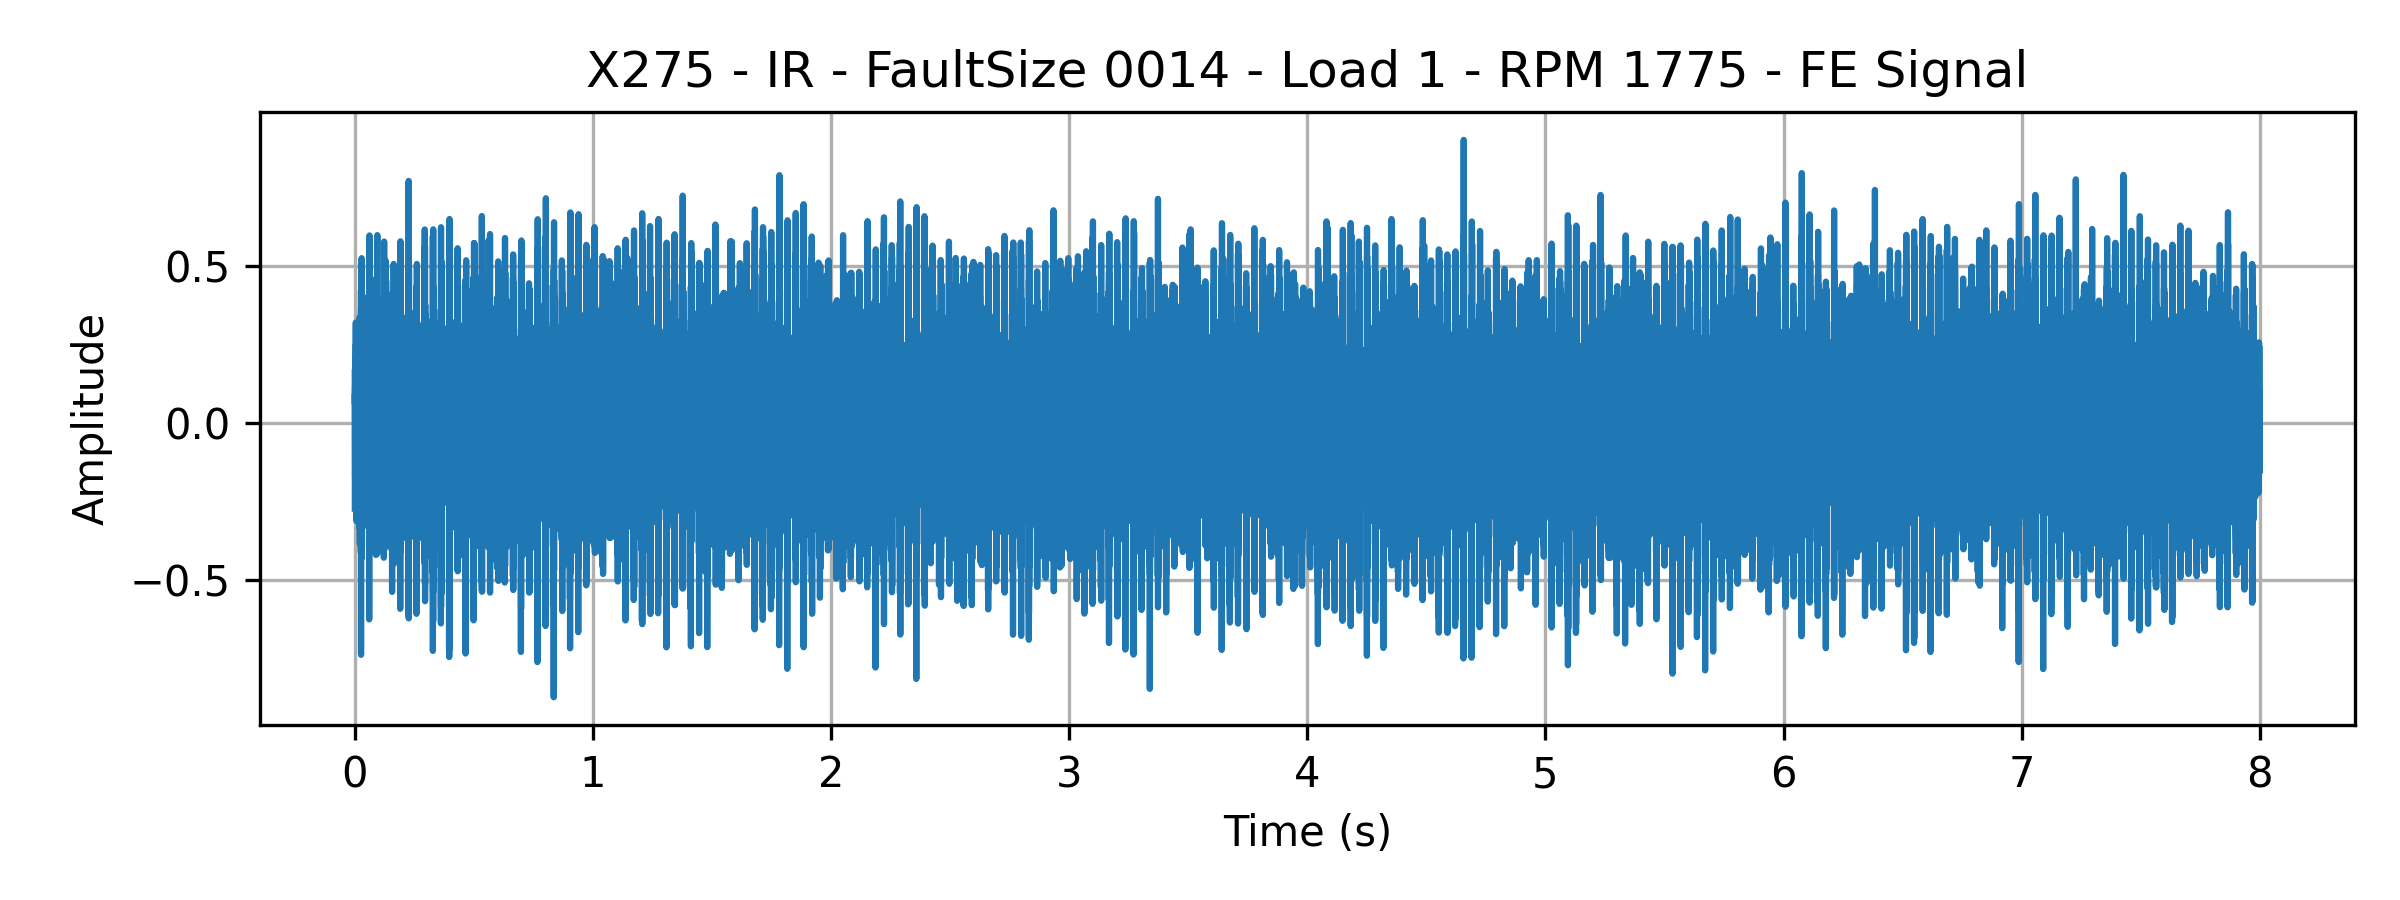 X275 - IR - FaultSize 0014 - Load 1 - RPM 1775 - FE Signal
Amplitude
0.5
0.0
−0.5
0 1 2 3 4 5 6 7 8
Time (s)